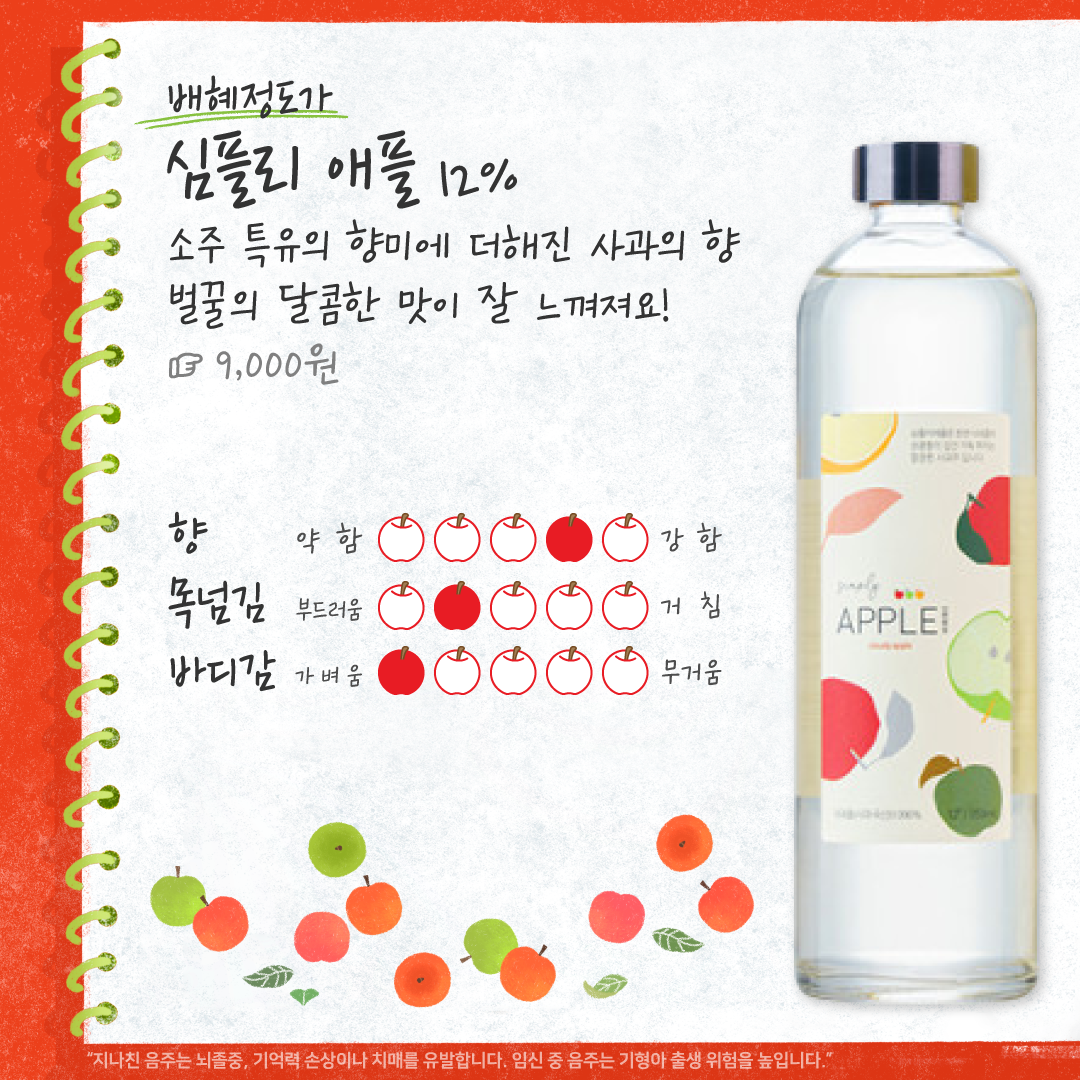 배혜정도가
심플리 애플 12%
소주 특유의 향미에 더해진 사과의 향
벌꿀의 달콤한 맛이 잘 느껴져요!
☞ 9,000원
향 약함 강함
목넘김 부드러움 거침
바디감 가벼움 무거움
simply
APPLE
"지나친 음주는 뇌졸중, 기억력 손상이나 치매를 유발합니다. 임신 중 음주는 기형아 출생 위험을 높입니다."